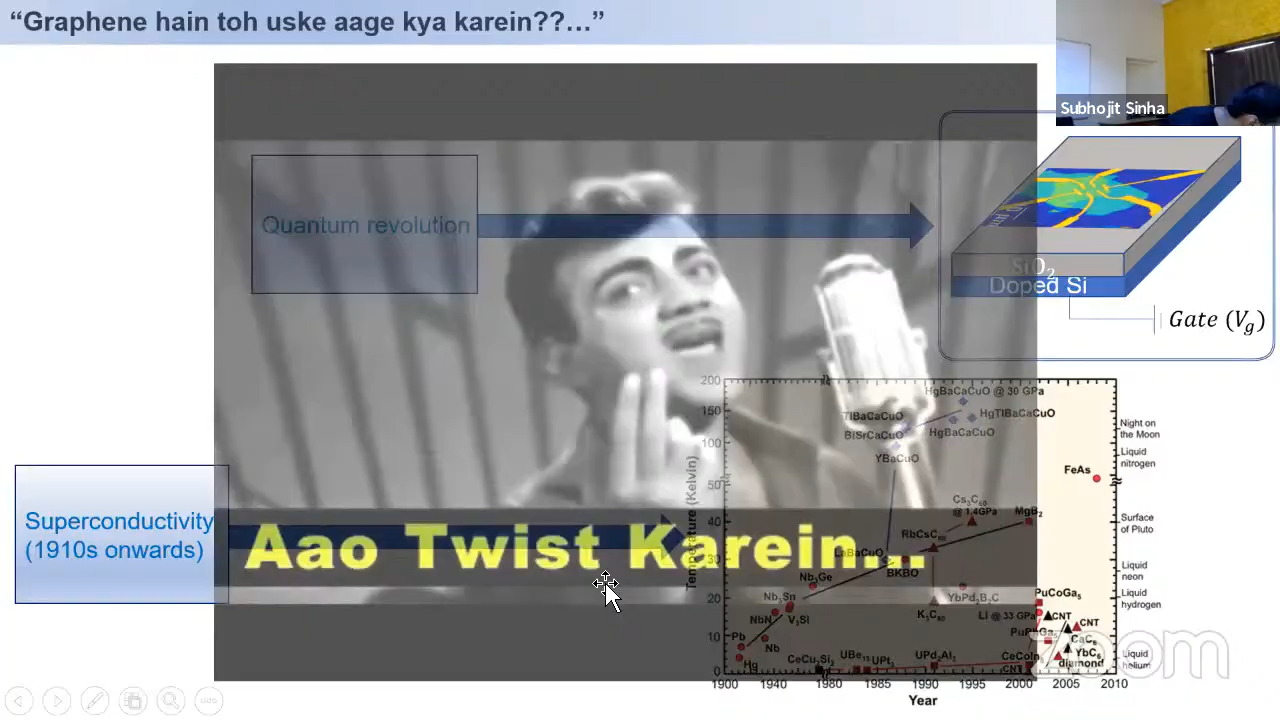 “Graphene hain toh uske aage kya karein??…”
Subhojit Sinha
Quantum revolution
SiO2
Doped Si
Gate (Vg)
Superconductivity
(1910s onwards)
Aao Twist Karein...
Temperature (Kelvin)
200
150
100
50
40
30
20
10
0
HgBaCaCuO @ 30 GPa
TlBaCaCuO
HgTlBaCaCuO
BiSrCaCuO
HgBaCaCuO
YBaCuO
FeAs
Cs3C60
@ 1.4GPa
MgB2
RbCsC60
LaBaCuO
BKBO
Nb3Ge
Nb3Sn
NbN
V3Si
K3C60
YbPd2B2C
Li @ 33 GPa
PuCoGa5
CNT
CNT
PuRhGa5
CaC6
YbC6
diamond
Pb
Nb
Hg
CeCu2Si2
UBe13
UPt3
UPd2Al3
CeCoIn5
CNT
Night on
the Moon
Liquid
nitrogen
Surface
of Pluto
Liquid
neon
Liquid
hydrogen
Liquid
helium
1900
1940
1980
1985
1990
1995
2000
2005
2010
Year
zoom